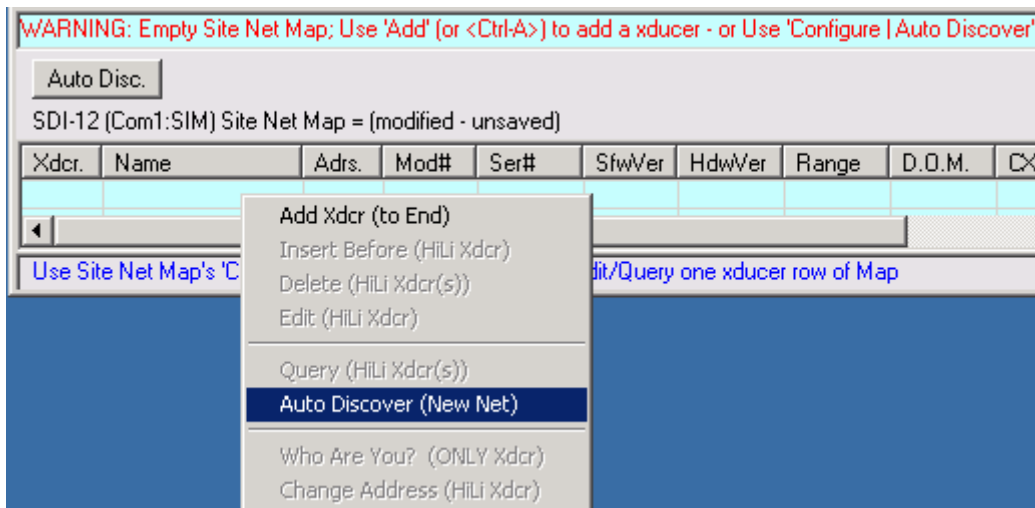 WARNING: Empty Site Net Map; Use 'Add' (or <Ctrl-A>) to add a xducer - or Use 'Configure | Auto Discover'
Auto Disc.
SDI-12 (Com1:SIM) Site Net Map = (modified - unsaved)
Xdcr. Name Adrs. Mod# Ser# SfwVer HdwVer Range D.O.M. CX
Add Xdcr (to End)
Insert Before (HiLi Xdcr)
Delete (HiLi Xdcr(s))
Edit (HiLi Xdcr)
Use Site Net Map's 'C dit/Query one xducer row of Map
Query (HiLi Xdcr(s))
Auto Discover (New Net)
Who Are You? (ONLY Xdcr)
Change Address (HiLi Xdcr)